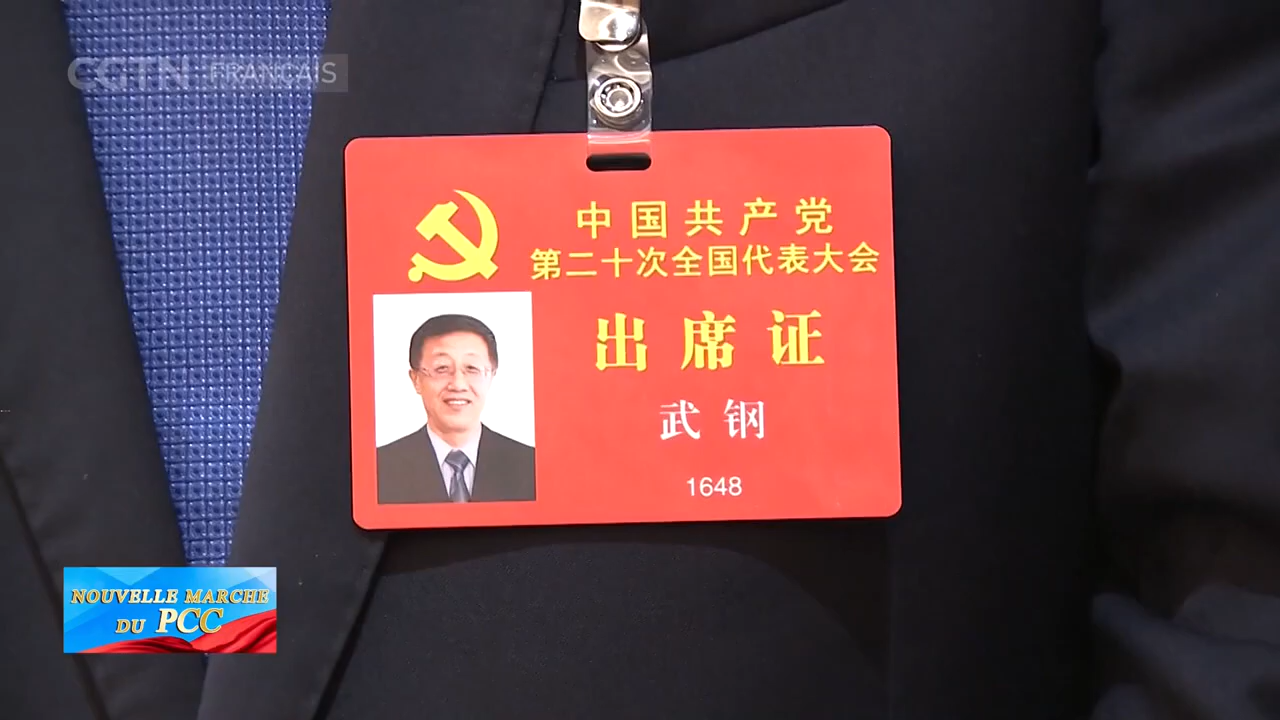 CGTN FRANÇAIS
中国共产党
第二十次全国代表大会
出席证
武钢
1648
NOUVELLE MARCHE
DU PCC